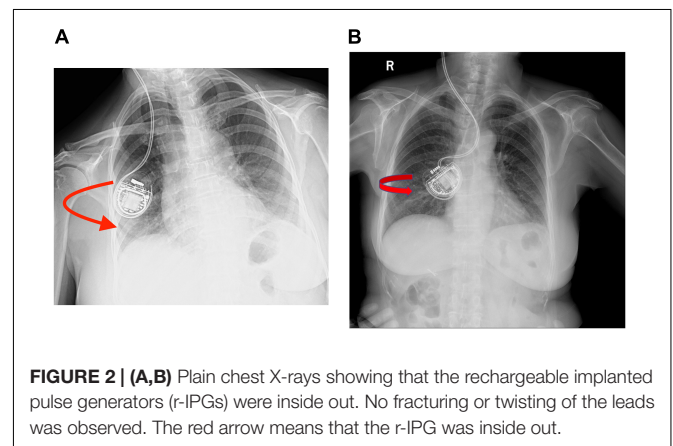 A
B
R
FIGURE 2 | (A,B) Plain chest X-rays showing that the rechargeable implanted
pulse generators (r-IPGs) were inside out. No fracturing or twisting of the leads
was observed. The red arrow means that the r-IPG was inside out.